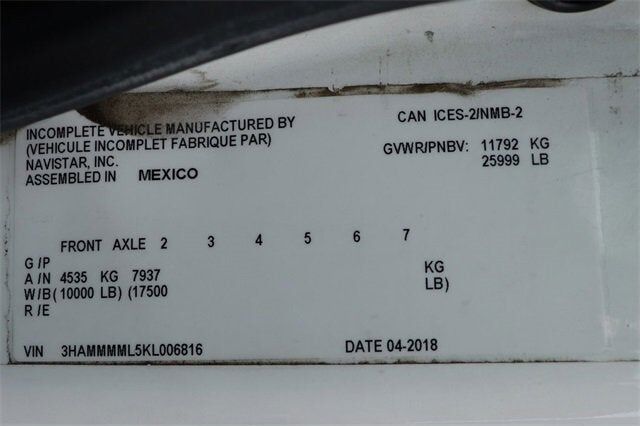 INCOMPLETE VEHICLE MANUFACTURED BY
(VEHICULE INCOMPLET FABRIQUE PAR)
NAVISTAR, INC.
ASSEMBLED IN MEXICO
CAN ICES-2/NMB-2
GVWR/PNBV: 11792 KG
25999 LB
FRONT AXLE 2 3 4 5 6 7
G /P
A /N 4535 KG 7937 KG
W/B (10000 LB) (17500 LB)
R /E
VIN 3HAMMMML5KL006816 DATE 04-2018